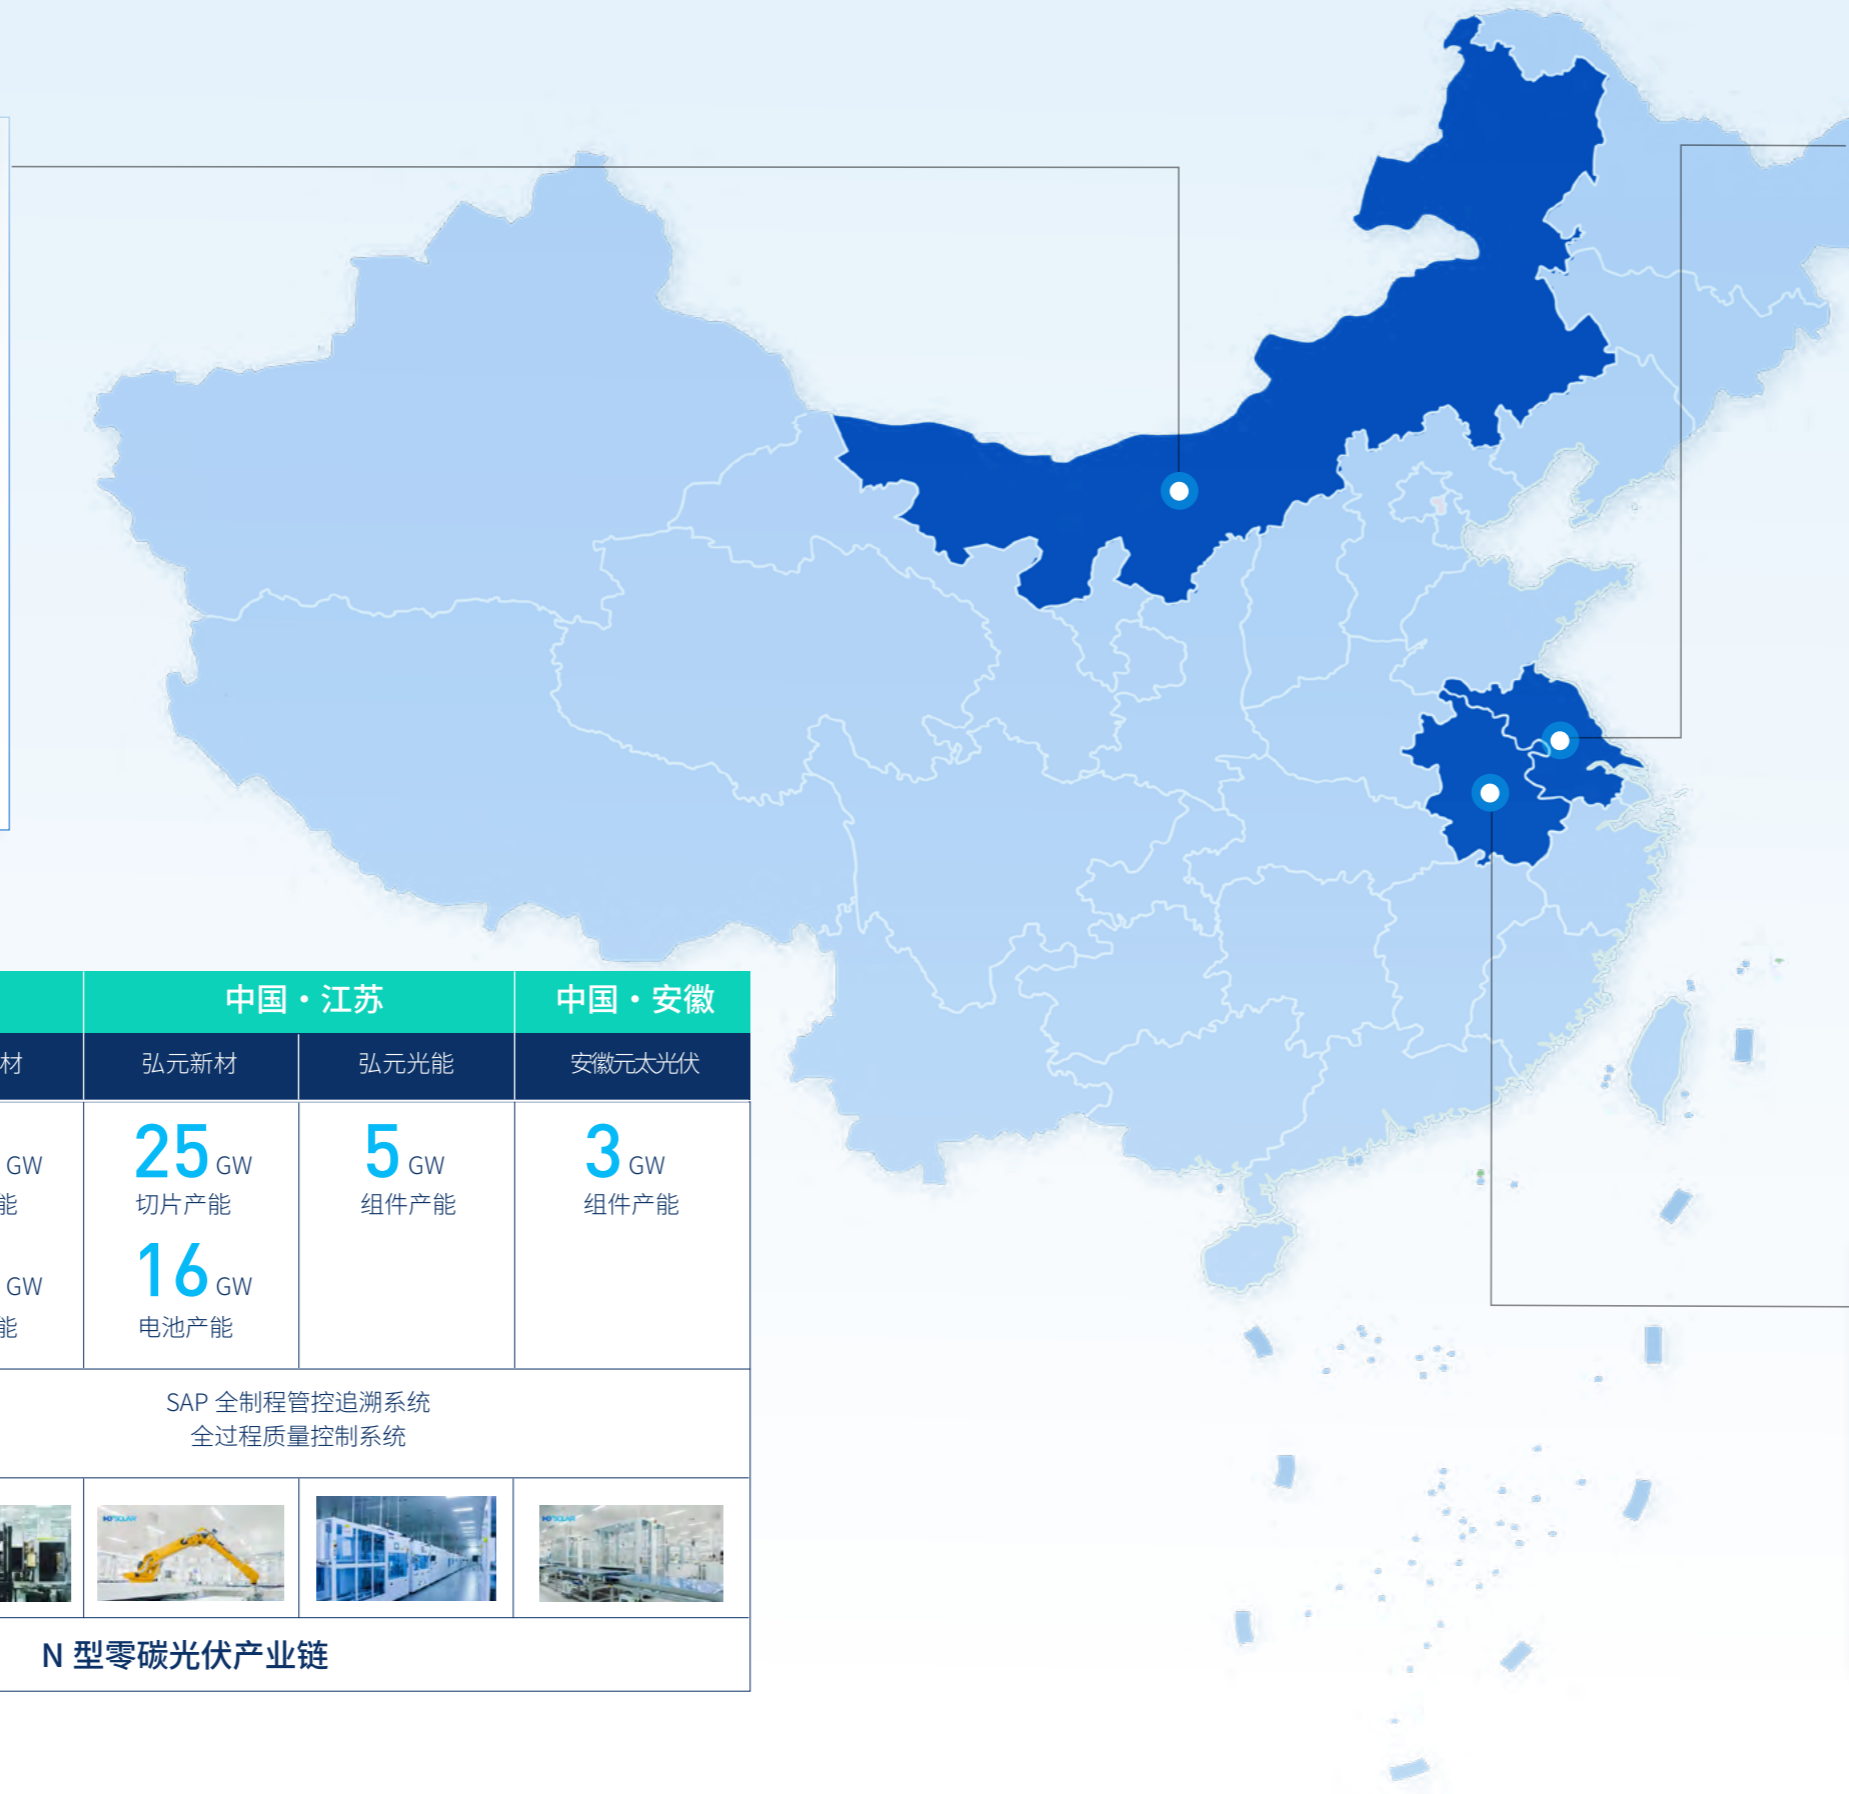 中国·江苏
中国·安徽
材
弘元新材
弘元光能
安徽元太光伏
GW
25 GW
5 GW
3 GW
能
切片产能
组件产能
组件产能
GW
16 GW
能
电池产能
SAP 全制程管控追溯系统
全过程质量控制系统
N 型零碳光伏产业链